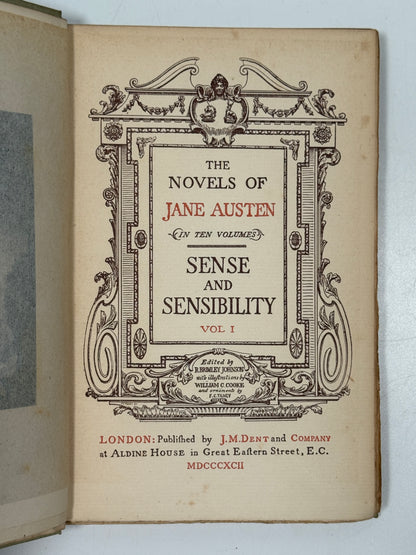 THE
NOVELS OF
JANE AUSTEN
IN TEN VOLUMES
SENSE
AND
SENSIBILITY
VOL I
Edited by
R. BRIMLEY JOHNSON
with illustrations by
WILLIAM C. COOKE
and ornaments by
F.C. TILNEY
LONDON: Publiſhed by J.M. DENT and COMPANY
at ALDINE HOUSE in Great Eaſtern Street, E.C.
MDCCCXCII